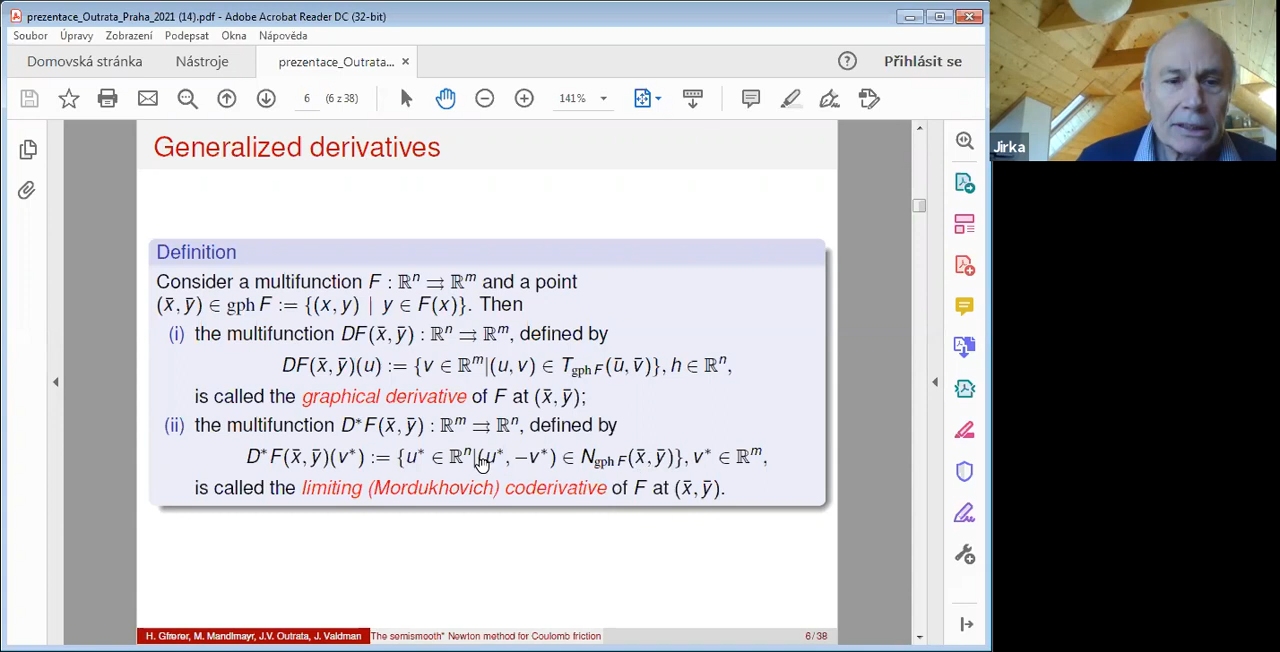 prezentace_Outrata_Praha_2021 (14).pdf - Adobe Acrobat Reader DC (32-bit)
Soubor Úpravy Zobrazení Podepsat Okna Nápověda
Domovská stránka Nástroje prezentace_Outrata... × Přihlásit se
6 (6 z 38) 141%
Jirka
Generalized derivatives
Definition
Consider a multifunction F : ℝⁿ ⇉ ℝᵐ and a point
(x̄, ȳ) ∈ gph F := {(x, y) | y ∈ F(x)}. Then
(i) the multifunction DF(x̄, ȳ) : ℝⁿ ⇉ ℝᵐ, defined by
DF(x̄, ȳ)(u) := {v ∈ ℝᵐ|(u, v) ∈ T_gph F(ū, v̄)}, h ∈ ℝⁿ,
is called the graphical derivative of F at (x̄, ȳ);
(ii) the multifunction D*F(x̄, ȳ) : ℝᵐ ⇉ ℝⁿ, defined by
D*F(x̄, ȳ)(v*) := {u* ∈ ℝⁿ|(u*, −v*) ∈ N_gph F(x̄, ȳ)}, v* ∈ ℝᵐ,
is called the limiting (Mordukhovich) coderivative of F at (x̄, ȳ).
H. Gfrerer, M. Mandlmayr, J.V. Outrata, J. Valdman The semismooth* Newton method for Coulomb friction 6 / 38